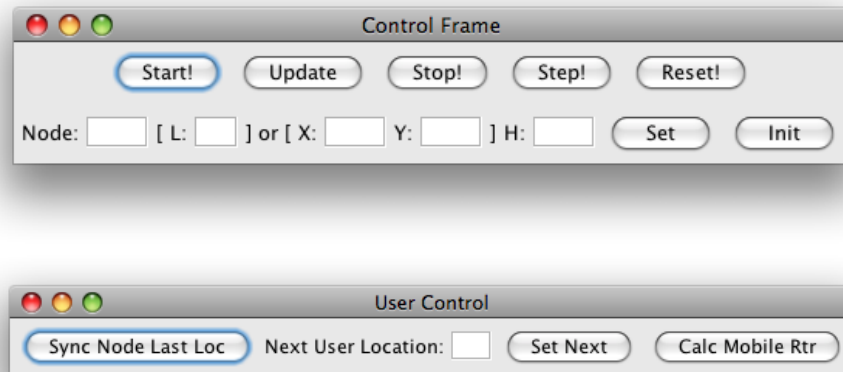 Control Frame
Start! Update Stop! Step! Reset!
Node: [ L: ] or [ X: Y: ] H: Set Init
User Control
Sync Node Last Loc Next User Location: Set Next Calc Mobile Rtr